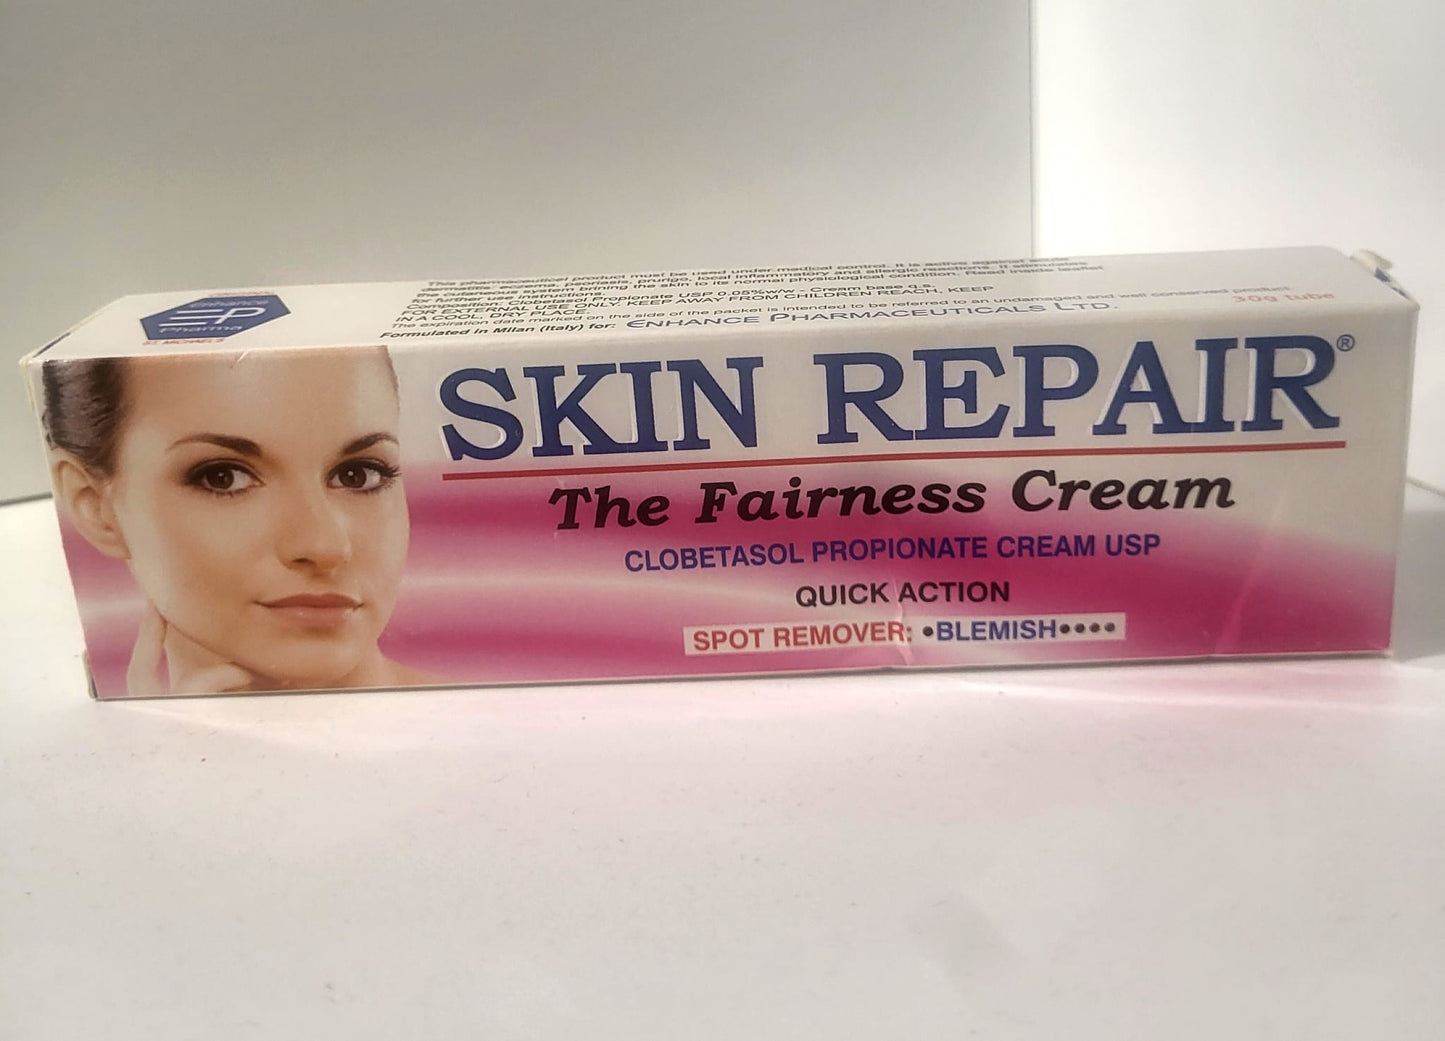 This pharmaceutical product must be used under medical control. It is active against acute
dermatitis, eczema, psoriasis, prurigo, local inflammatory and allergic reactions. It stimulates
the enzymatic system bringing the skin to its normal physiological condition. Read inside leaflet
for further use instructions.
Composition: Clobetasol Propionate USP 0.05%w/w - Cream base q.s.
FOR EXTERNAL USE ONLY. KEEP AWAY FROM CHILDREN REACH. KEEP
IN A COOL, DRY PLACE.
The expiration date marked on the side of the packet is intended to be referred to an undamaged and well conserved product
Formulated in Milan (Italy) for: ENHANCE PHARMACEUTICALS LTD.
30g tube
Enhance
EP
Pharma
ST. MICHAELS
SKIN REPAIR®
The Fairness Cream
CLOBETASOL PROPIONATE CREAM USP
QUICK ACTION
SPOT REMOVER: •BLEMISH••••